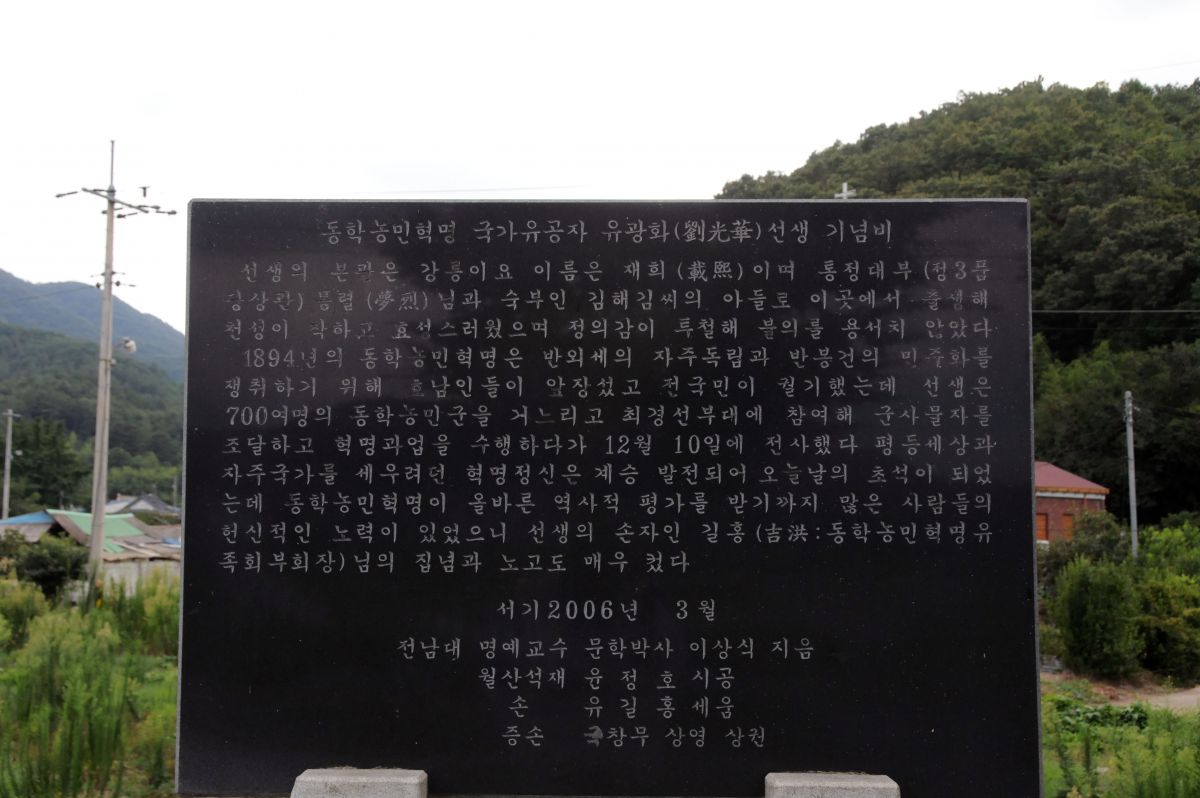 동학농민혁명 국가유공자 유광화(劉光華)선생 기념비
선생의 본관은 강릉이요 이름은 재희(載熙)이며 통정대부(정3품
당상관) 몽렬(夢烈)님과 숙부인 김해김씨의 아들로 이곳에서 출생해
천성이 착하고 효성스러웠으며 정의감이 투철해 불의를 용서치 않았다
1894년의 동학농민혁명은 반외세의 자주독립과 반봉건의 민주화를
쟁취하기 위해 호남인들이 앞장섰고 전국민이 궐기했는데 선생은
700여명의 동학농민군을 거느리고 최경선부대에 참여해 군사물자를
조달하고 혁명과업을 수행하다가 12월 10일에 전사했다 평등세상과
자주국가를 세우려던 혁명정신은 계승 발전되어 오늘날의 초석이 되었
는데 동학농민혁명이 올바른 역사적 평가를 받기까지 많은 사람들의
헌신적인 노력이 있었으니 선생의 손자인 길홍(吉洪:동학농민혁명유
족회부회장)님의 집념과 노고도 매우 컸다
서기2006년 3월
전남대 명예교수 문학박사 이상식 지음
월산석재 윤정호시공
손 유길홍세움
증손 창무 상영 상권